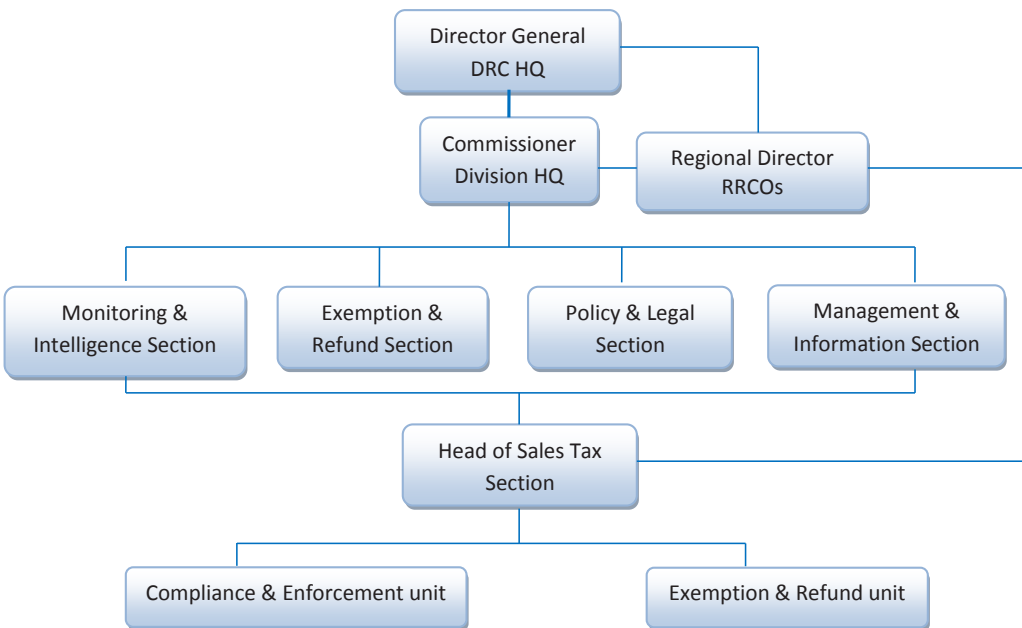 Director General
DRC HQ
Commissioner
Division HQ
Regional Director
RRCOs
Monitoring &
Intelligence Section
Exemption &
Refund Section
Policy & Legal
Section
Management &
Information Section
Head of Sales Tax
Section
Compliance & Enforcement unit
Exemption & Refund unit